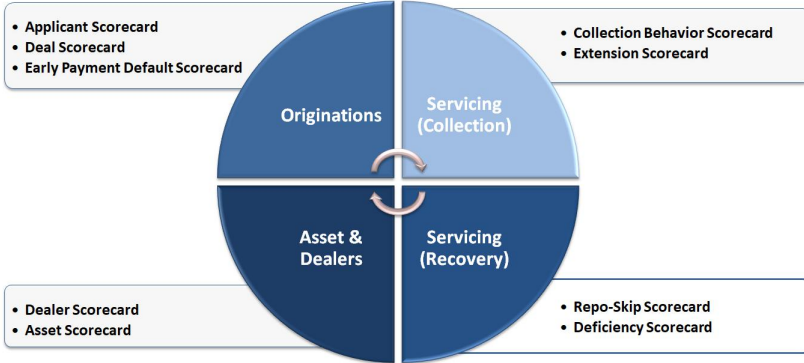 • Applicant Scorecard
• Deal Scorecard
• Early Payment Default Scorecard
Originations
Servicing
(Collection)
• Collection Behavior Scorecard
• Extension Scorecard
Asset &
Dealers
Servicing
(Recovery)
• Dealer Scorecard
• Asset Scorecard
• Repo-Skip Scorecard
• Deficiency Scorecard